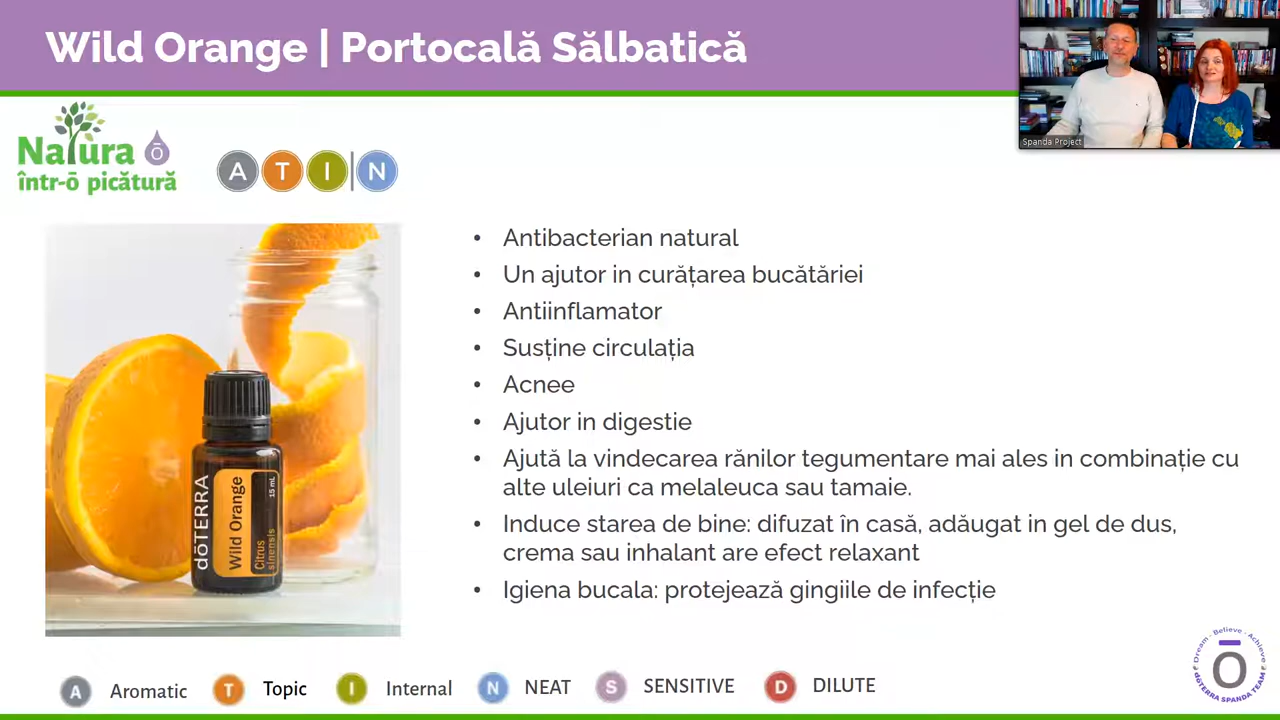 Wild Orange | Portocală Sălbatică
Spanda Project
Natura ō
într-ō picătură
A T I | N
• Antibacterian natural
• Un ajutor in curățarea bucătăriei
• Antiinflamator
• Susține circulația
• Acnee
• Ajutor in digestie
• Ajută la vindecarea rănilor tegumentare mai ales in combinație cu
alte uleiuri ca melaleuca sau tamaie.
• Induce starea de bine: difuzat în casă, adăugat in gel de dus,
crema sau inhalant are efect relaxant
• Igiena bucala: protejează gingiile de infecție
dōTERRA
Wild Orange
15 mL
Citrus
sinensis
A Aromatic T Topic I Internal N NEAT S SENSITIVE D DILUTE
Dream · Believe · Achieve
ō
dōTERRA SPANDA TEAM